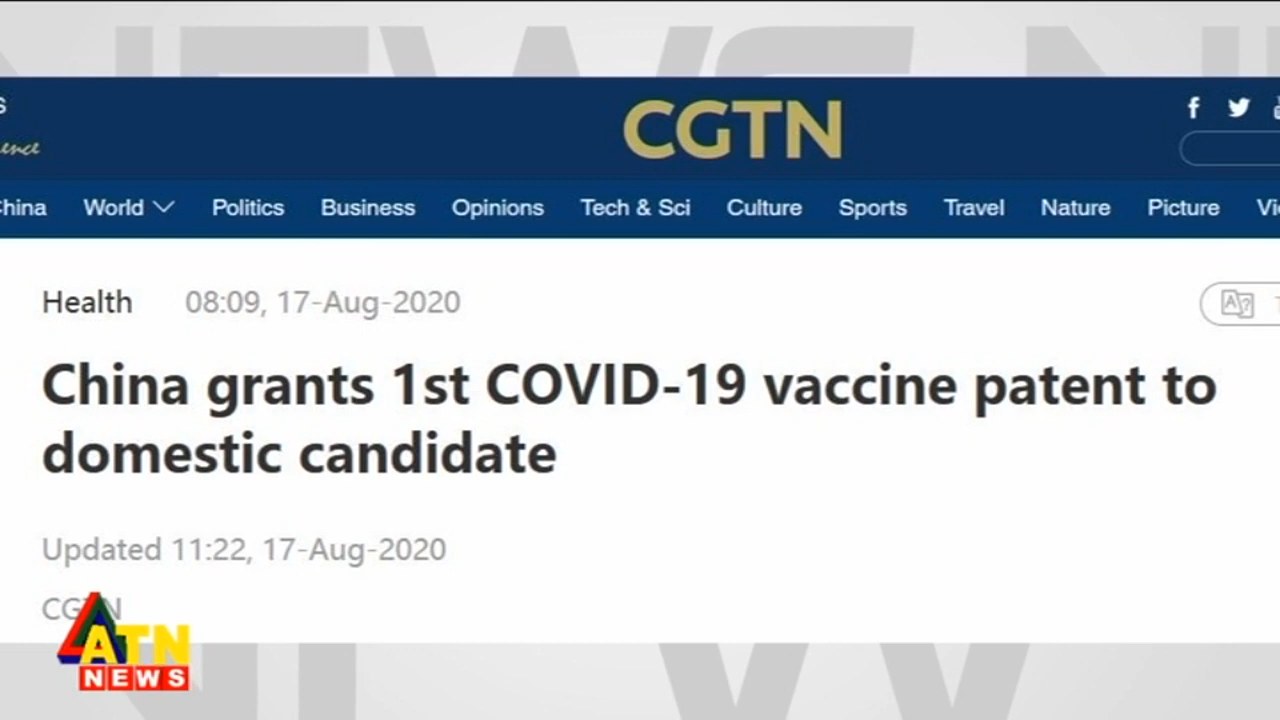 CGTN
World
Politics
Business
Opinions
Tech & Sci
Culture
Sports
Travel
Nature
Picture
Health
08:09, 17-Aug-2020
China grants 1st COVID-19 vaccine patent to
domestic candidate
Updated 11:22, 17-Aug-2020
CGTN
ATN
NEWS